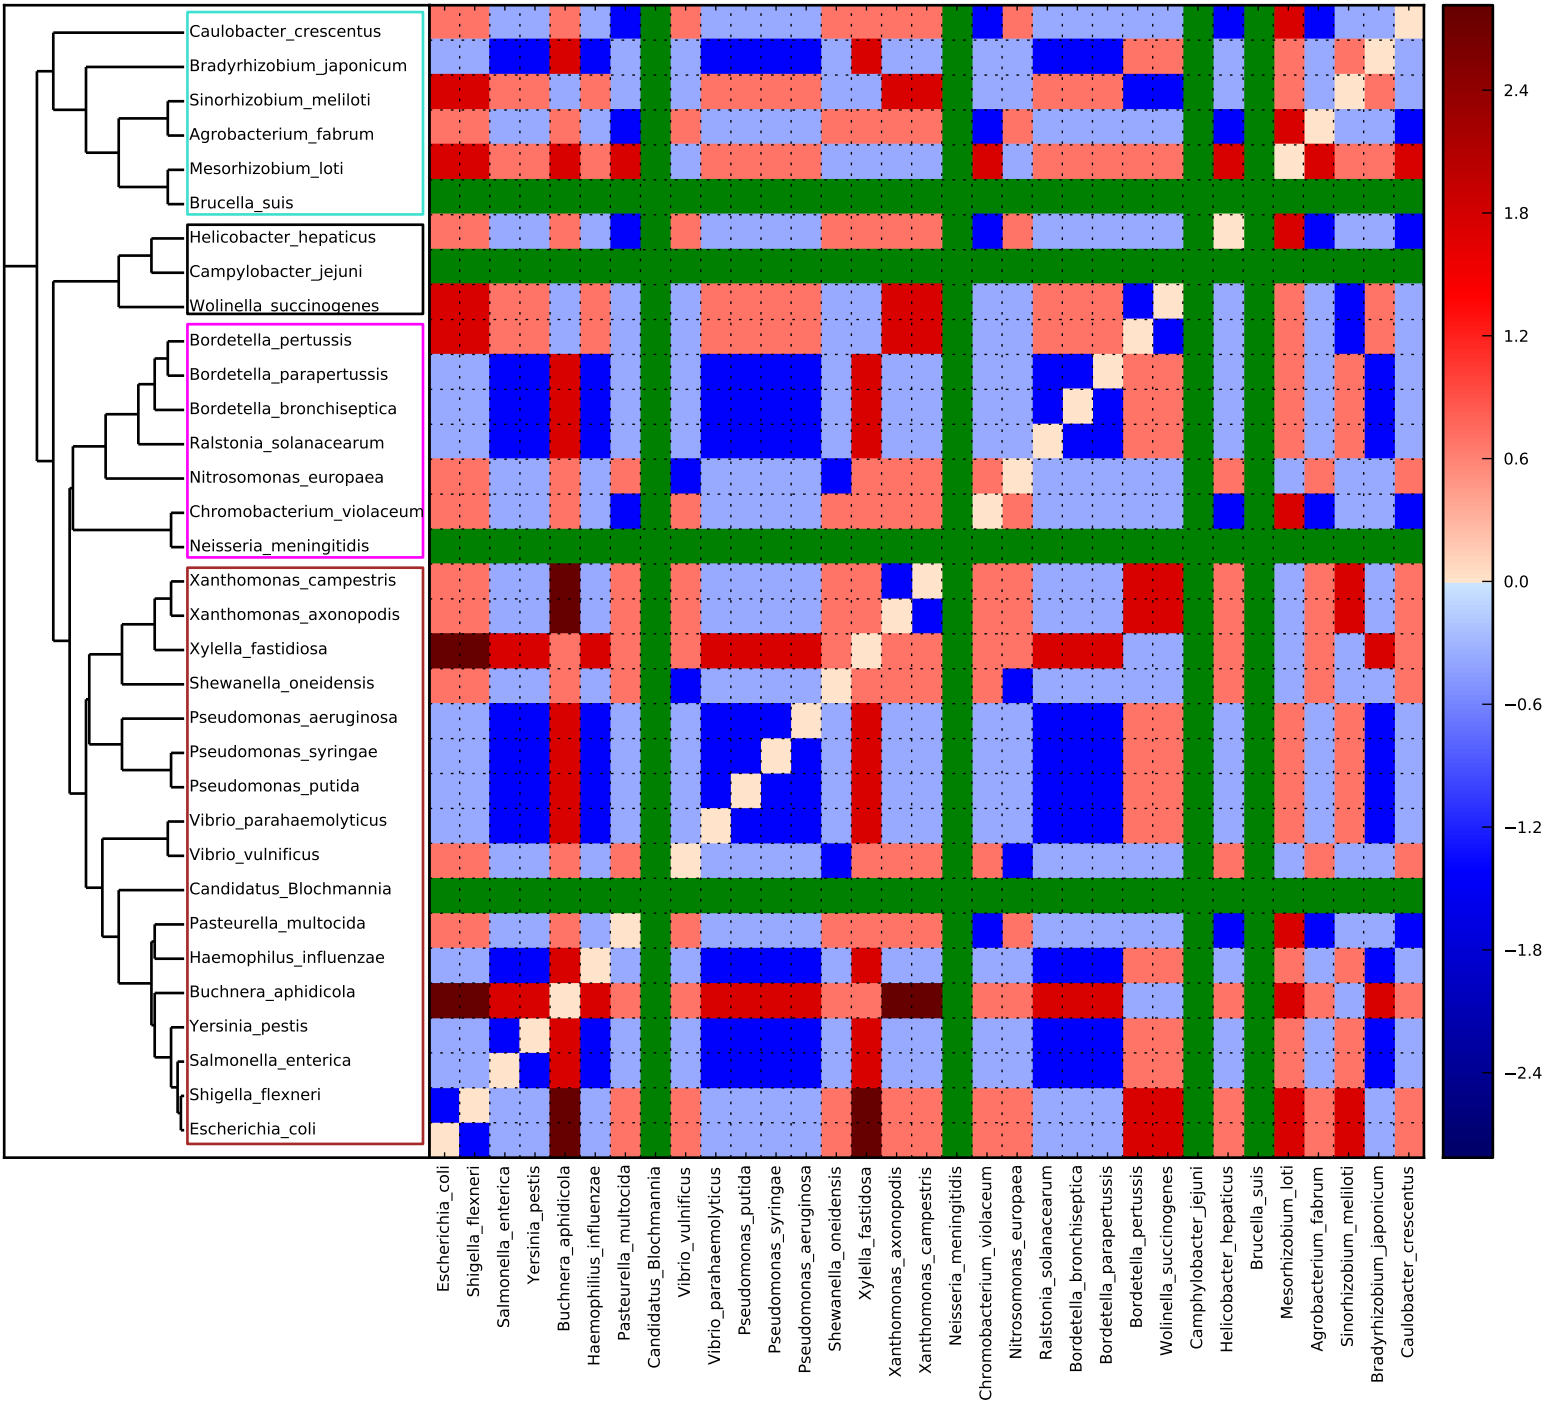 Caulobacter_crescentus
Bradyrhizobium_japonicum
Sinorhizobium_meliloti
Agrobacterium_fabrum
Mesorhizobium_loti
Brucella_suis
Helicobacter_hepaticus
Campylobacter_jejuni
Wolinella_succinogenes
Bordetella_pertussis
Bordetella_parapertussis
Bordetella_bronchiseptica
Ralstonia_solanacearum
Nitrosomonas_europaea
Chromobacterium_violaceum
Neisseria_meningitidis
Xanthomonas_campestris
Xanthomonas_axonopodis
Xylella_fastidiosa
Shewanella_oneidensis
Pseudomonas_aeruginosa
Pseudomonas_syringae
Pseudomonas_putida
Vibrio_parahaemolyticus
Vibrio_vulnificus
Candidatus_Blochmannia
Pasteurella_multocida
Haemophilus_influenzae
Buchnera_aphidicola
Yersinia_pestis
Salmonella_enterica
Shigella_flexneri
Escherichia_coli
2.4
1.8
1.2
0.6
0.0
−0.6
−1.2
−1.8
−2.4
Escherichia_coli
Shigella_flexneri
Salmonella_enterica
Yersinia_pestis
Buchnera_aphidicola
Haemophilius_influenzae
Pasteurella_multocida
Candidatus_Blochmannia
Vibrio_vulnificus
Vibrio_parahaemolyticus
Pseudomonas_putida
Pseudomonas_syringae
Pseudomonas_aeruginosa
Shewanella_oneidensis
Xylella_fastidosa
Xanthomonas_axonopodis
Xanthomonas_campestris
Neisseria_meningitidis
Chromobacterium_violaceum
Nitrosomonas_europaea
Ralstonia_solanacearum
Bordetella_bronchiseptica
Bordetella_parapertussis
Bordetella_pertussis
Wolinella_succinogenes
Camphylobacter_jejuni
Helicobacter_hepaticus
Brucella_suis
Mesorhizobium_loti
Agrobacterium_fabrum
Sinorhizobium_meliloti
Bradyrhizobium_japonicum
Caulobacter_crescentus